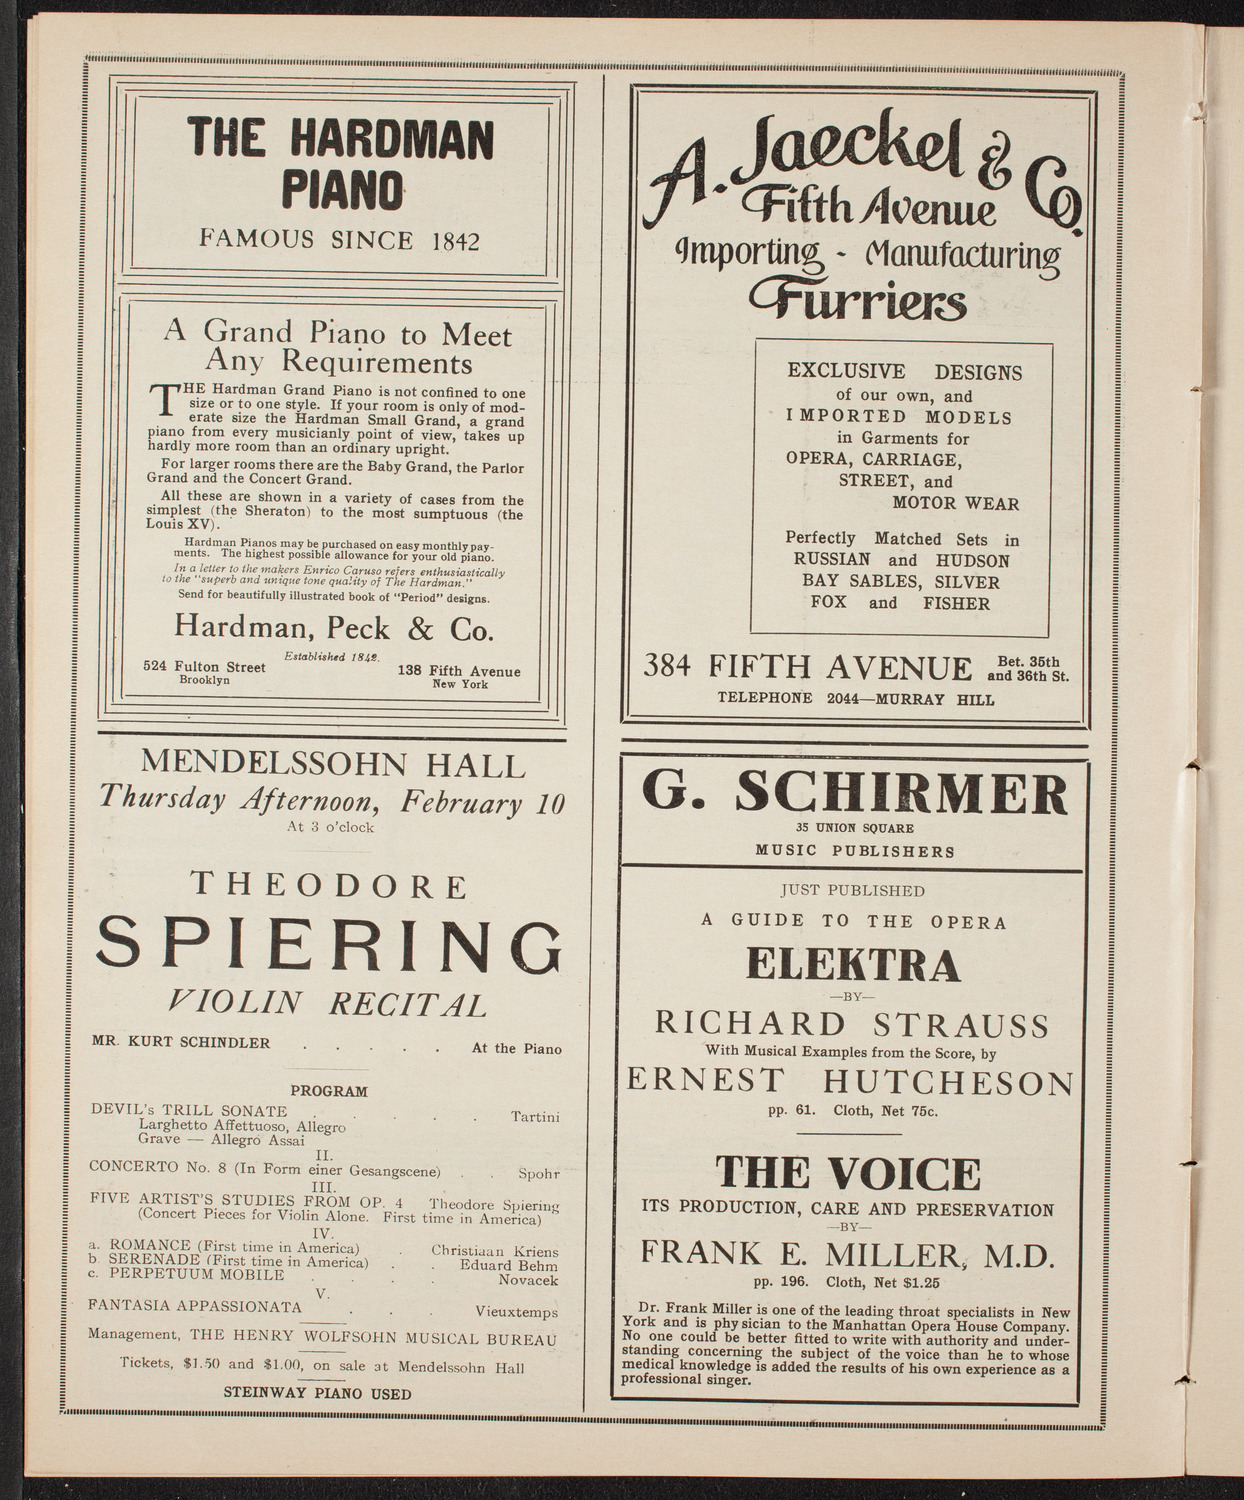 THE HARDMAN
PIANO
FAMOUS SINCE 1842
A Grand Piano to Meet
Any Requirements
THE Hardman Grand Piano is not confined to one
size or to one style. If your room is only of mod-
erate size the Hardman Small Grand, a grand
piano from every musicianly point of view, takes up
hardly more room than an ordinary upright.
For larger rooms there are the Baby Grand, the Parlor
Grand and the Concert Grand.
All these are shown in a variety of cases from the
simplest (the Sheraton) to the most sumptuous (the
Louis XV).
Hardman Pianos may be purchased on easy monthly pay-
ments. The highest possible allowance for your old piano.
In a letter to the makers Enrico Caruso refers enthusiastically
to the "superb and unique tone quality of The Hardman."
Send for beautifully illustrated book of "Period" designs.
Hardman, Peck & Co.
Established 1842.
524 Fulton Street 138 Fifth Avenue
Brooklyn New York
MENDELSSOHN HALL
Thursday Afternoon, February 10
At 3 o'clock
THEODORE
SPIERING
VIOLIN RECITAL
MR. KURT SCHINDLER . . . . . At the Piano
PROGRAM
DEVIL's TRILL SONATE . . . . . Tartini
Larghetto Affettuoso, Allegro
Grave — Allegro Assai
II.
CONCERTO No. 8 (In Form einer Gesangscene) . . Spohr
III.
FIVE ARTIST'S STUDIES FROM OP. 4 Theodore Spiering
(Concert Pieces for Violin Alone. First time in America)
IV.
a. ROMANCE (First time in America) . Christiaan Kriens
b. SERENADE (First time in America) . . Eduard Behm
c. PERPETUUM MOBILE . . . . Novacek
V.
FANTASIA APPASSIONATA . . . Vieuxtemps
Management, THE HENRY WOLFSOHN MUSICAL BUREAU
Tickets, $1.50 and $1.00, on sale at Mendelssohn Hall
STEINWAY PIANO USED
A. Jaeckel & Co.
Fifth Avenue
Importing - Manufacturing
Furriers
EXCLUSIVE DESIGNS
of our own, and
IMPORTED MODELS
in Garments for
OPERA, CARRIAGE,
STREET, and
MOTOR WEAR
Perfectly Matched Sets in
RUSSIAN and HUDSON
BAY SABLES, SILVER
FOX and FISHER
384 FIFTH AVENUE Bet. 35th
and 36th St.
TELEPHONE 2044—MURRAY HILL
G. SCHIRMER
35 UNION SQUARE
MUSIC PUBLISHERS
JUST PUBLISHED
A GUIDE TO THE OPERA
ELEKTRA
—BY—
RICHARD STRAUSS
With Musical Examples from the Score, by
ERNEST HUTCHESON
pp. 61. Cloth, Net 75c.
THE VOICE
ITS PRODUCTION, CARE AND PRESERVATION
—BY—
FRANK E. MILLER, M.D.
pp. 196. Cloth, Net $1.25
Dr. Frank Miller is one of the leading throat specialists in New
York and is physician to the Manhattan Opera House Company.
No one could be better fitted to write with authority and under-
standing concerning the subject of the voice than he to whose
medical knowledge is added the results of his own experience as a
professional singer.